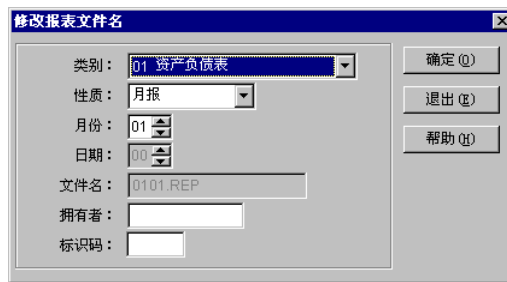 修改报表文件名
类别： 01 资产负债表
确定(O)
性质： 月报
退出(E)
月份： 01
帮助(H)
日期： 00
文件名： 0101.REP
拥有者：
标识码：